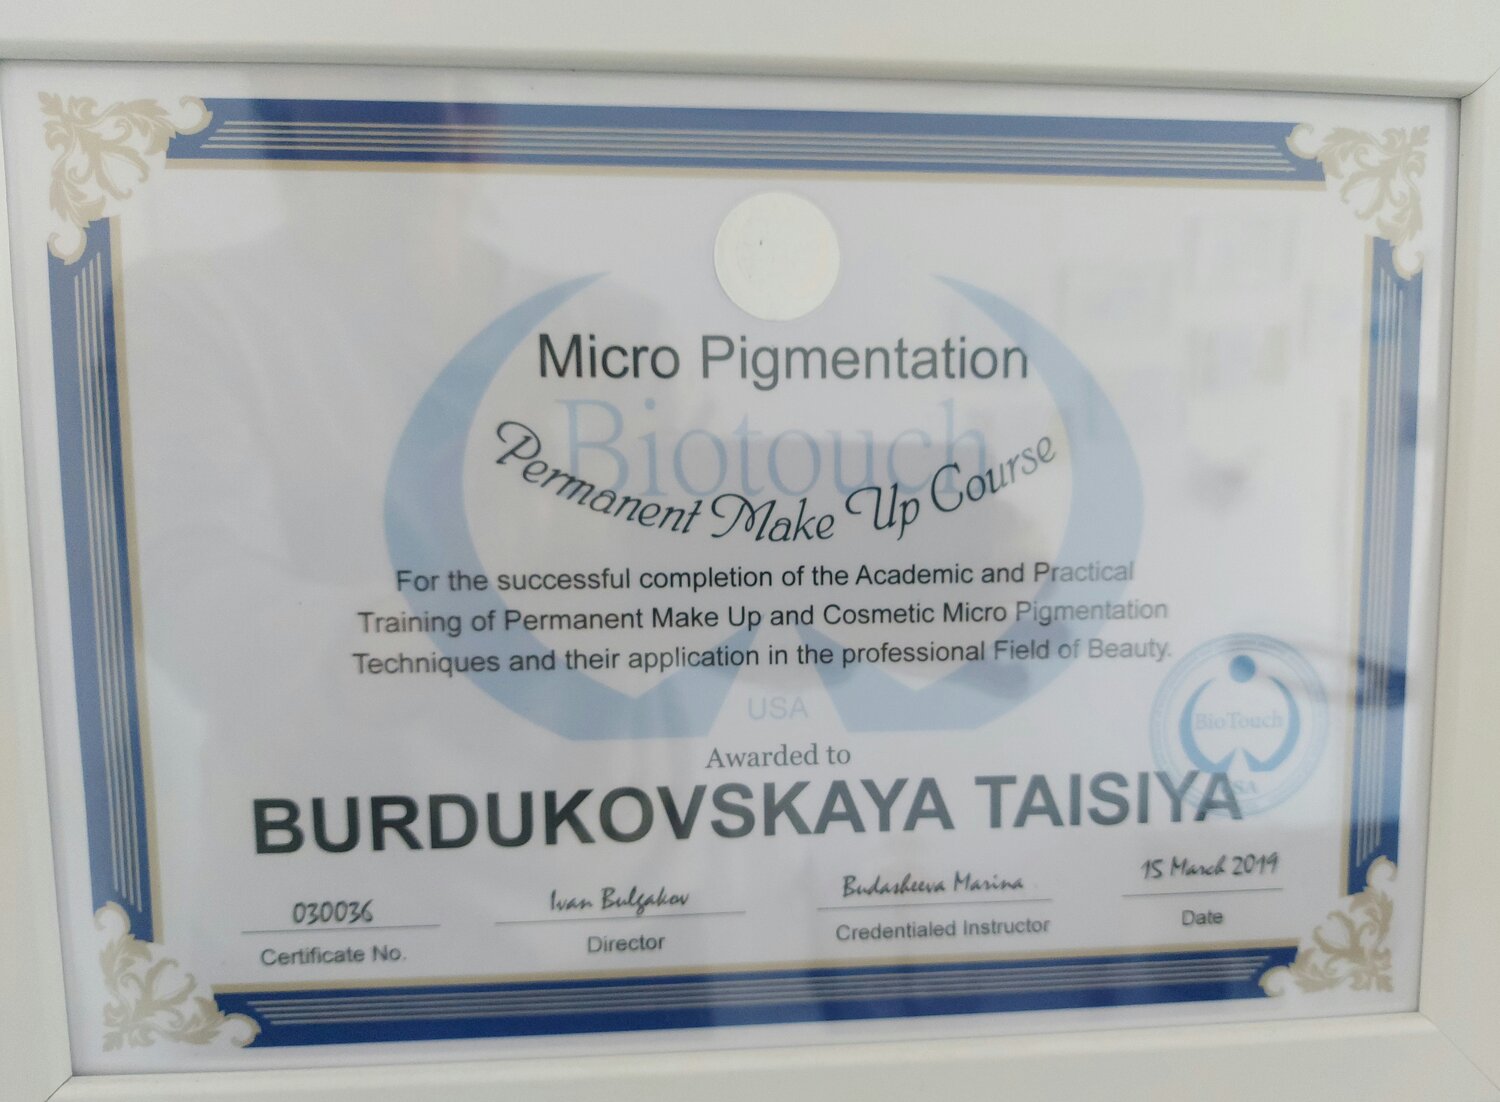 Micro Pigmentation
Biotouch
Permanent Make Up Course
For the successful completion of the Academic and Practical
Training of Permanent Make Up and Cosmetic Micro Pigmentation
Techniques and their application in the professional Field of Beauty.
USA
BioTouch
USA
Awarded to
BURDUKOVSKAYA TAISIYA
030036
Certificate No.
Ivan Bulgakov
Director
Budasheeva Marina
Credentialed Instructor
15 March 2019
Date